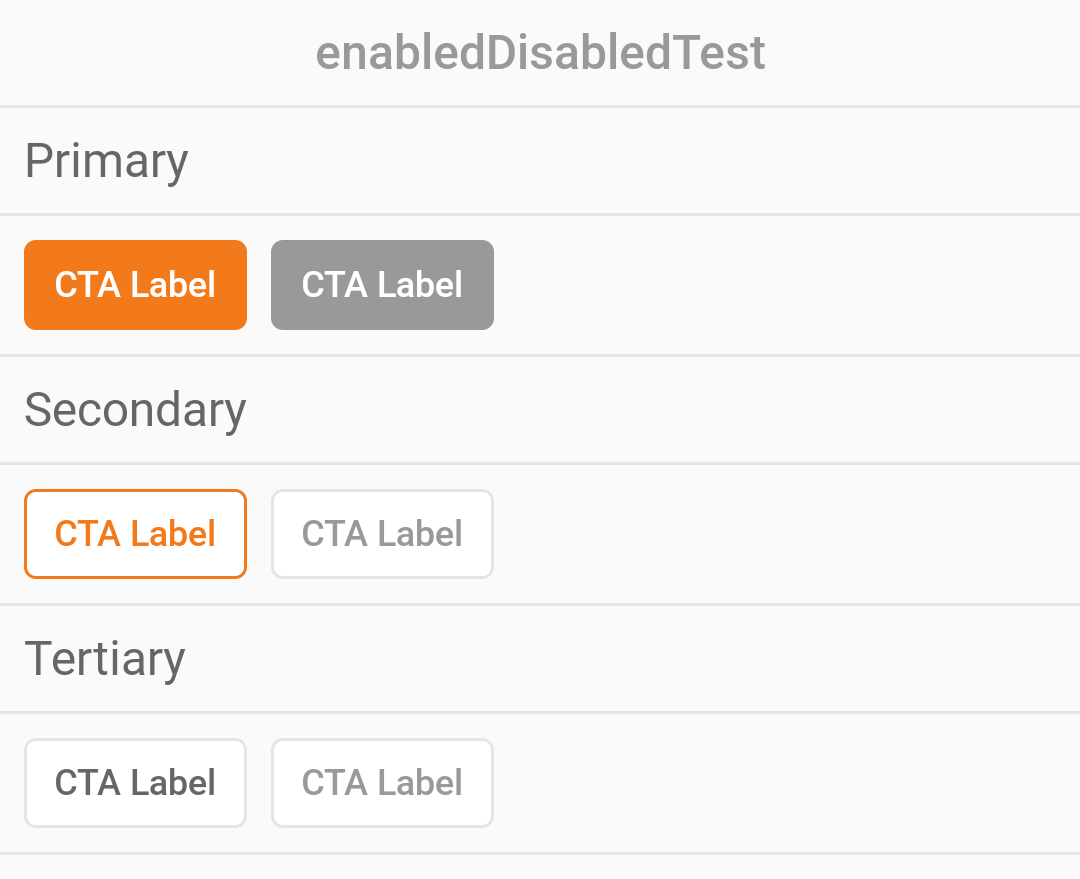 enabledDisabledTest
Primary
CTA Label CTA Label
Secondary
CTA Label CTA Label
Tertiary
CTA Label CTA Label